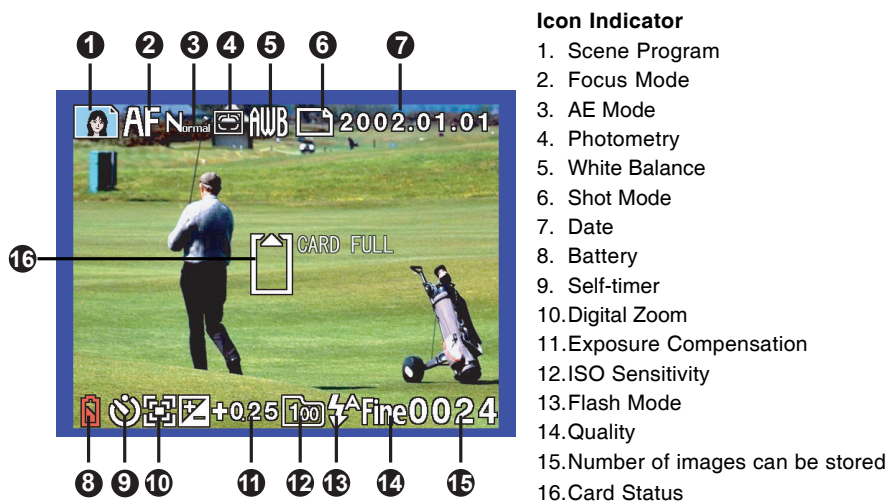 1 2 3 4 5 6 7
AF Normal AWB 2002.01.01
CARD FULL
16
+0.25 100 A Fine 0024
8 9 10 11 12 13 14 15
Icon Indicator
1. Scene Program
2. Focus Mode
3. AE Mode
4. Photometry
5. White Balance
6. Shot Mode
7. Date
8. Battery
9. Self-timer
10.Digital Zoom
11.Exposure Compensation
12.ISO Sensitivity
13.Flash Mode
14.Quality
15.Number of images can be stored
16.Card Status